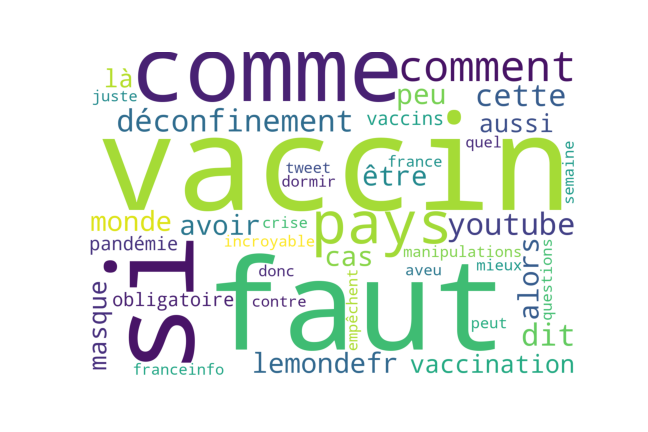 là
comme
comment
juste
peu
cette
déconfinement
vaccins
aussi
vaccin
quel
semaine
tweet
france
dormir
être
monde
avoir
crise
pays
youtube
pandémie
incroyable
cas
manipulations
si
faut
donc
aveu
mieux
alors
questions
masque
obligatoire
contre
empêchent
peut
dit
franceinfo
lemondefr
vaccination